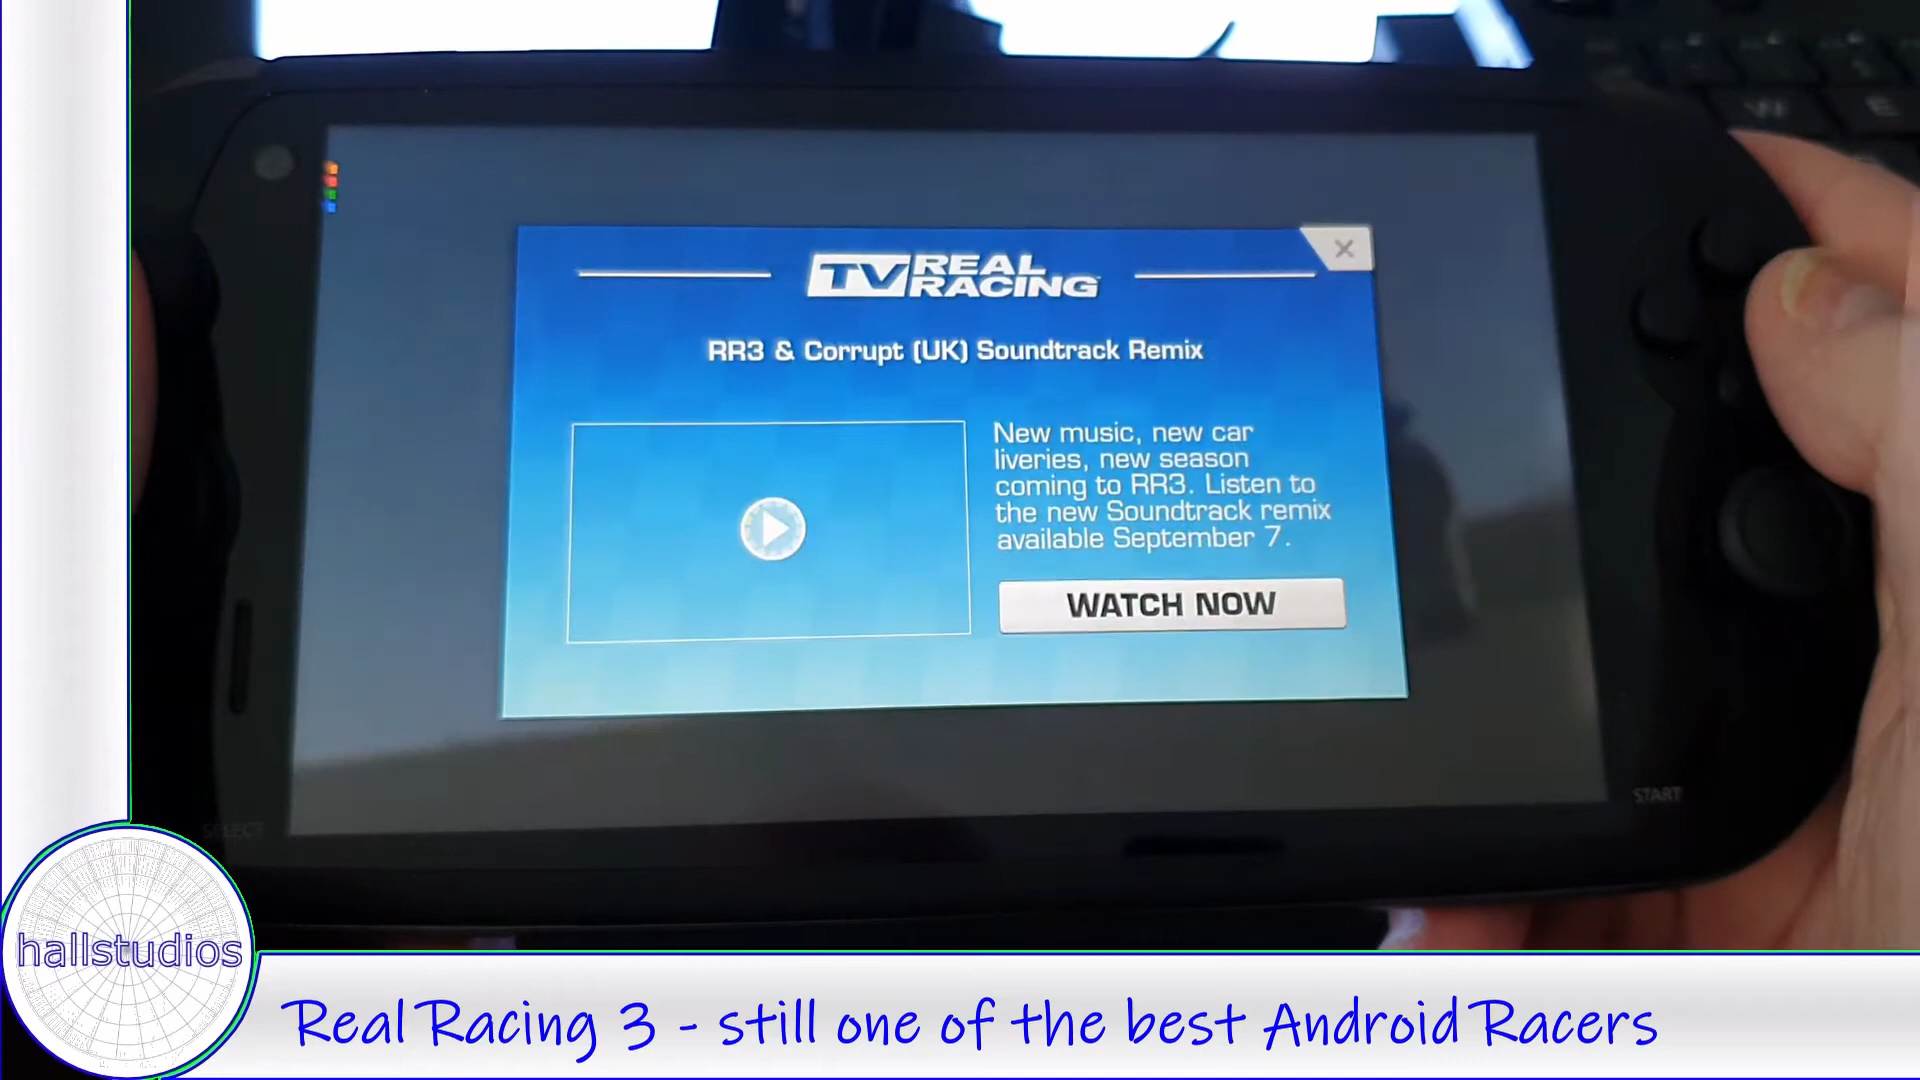 W E
TV REAL
RACING
RR3 & Corrupt (UK) Soundtrack Remix
New music, new car
liveries, new season
coming to RR3. Listen to
the new Soundtrack remix
available September 7.
WATCH NOW
START
SELECT
hallstudios
Real Racing 3 - still one of the best Android Racers